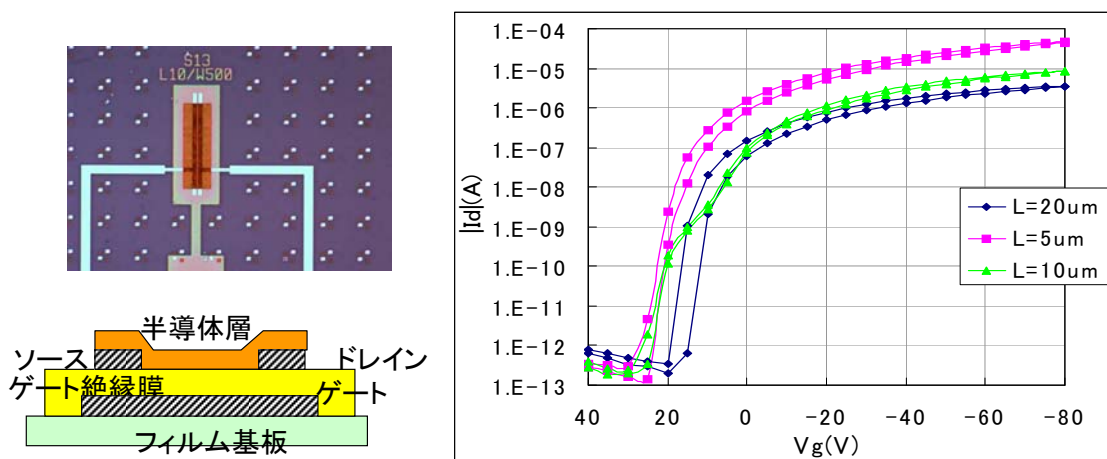 S13
L10/W500
半導体層
ソース
ドレイン
ゲート絶縁膜
ゲート
フィルム基板
1.E-04
1.E-05
1.E-06
1.E-07
1.E-08
1.E-09
1.E-10
1.E-11
1.E-12
1.E-13
|Id|(A)
40
20
0
-20
-40
-60
-80
Vg(V)
L=20um
L=5um
L=10um